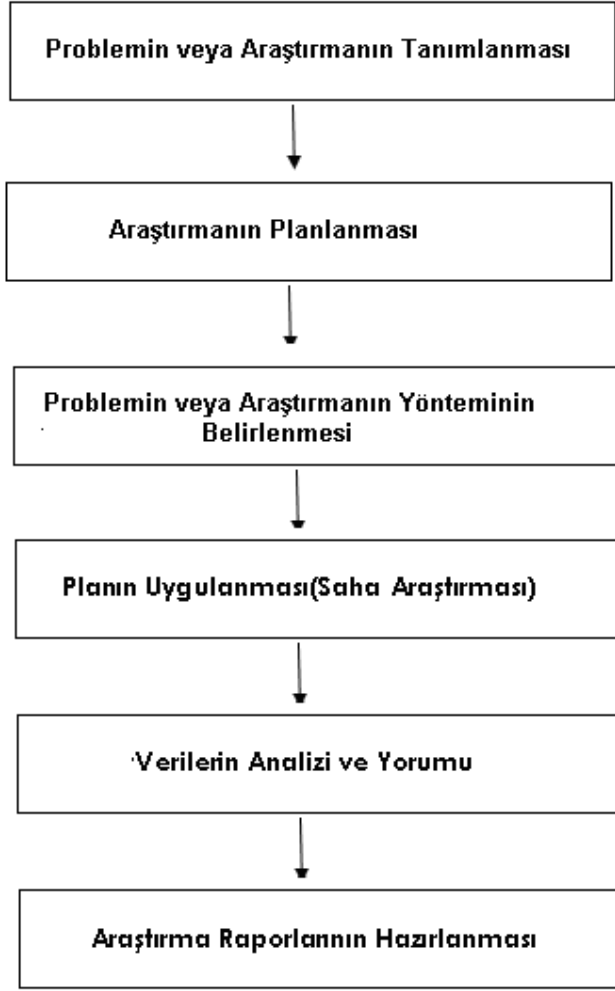 Problemin veya Araştırmanın Tanımlanması
Araştırmanın Planlanması
Problemin veya Araştırmanın Yönteminin
Belirlenmesi
Planın Uygulanması(Saha Araştırması)
Verilerin Analizi ve Yorumu
Araştırma Raporlarının Hazırlanması